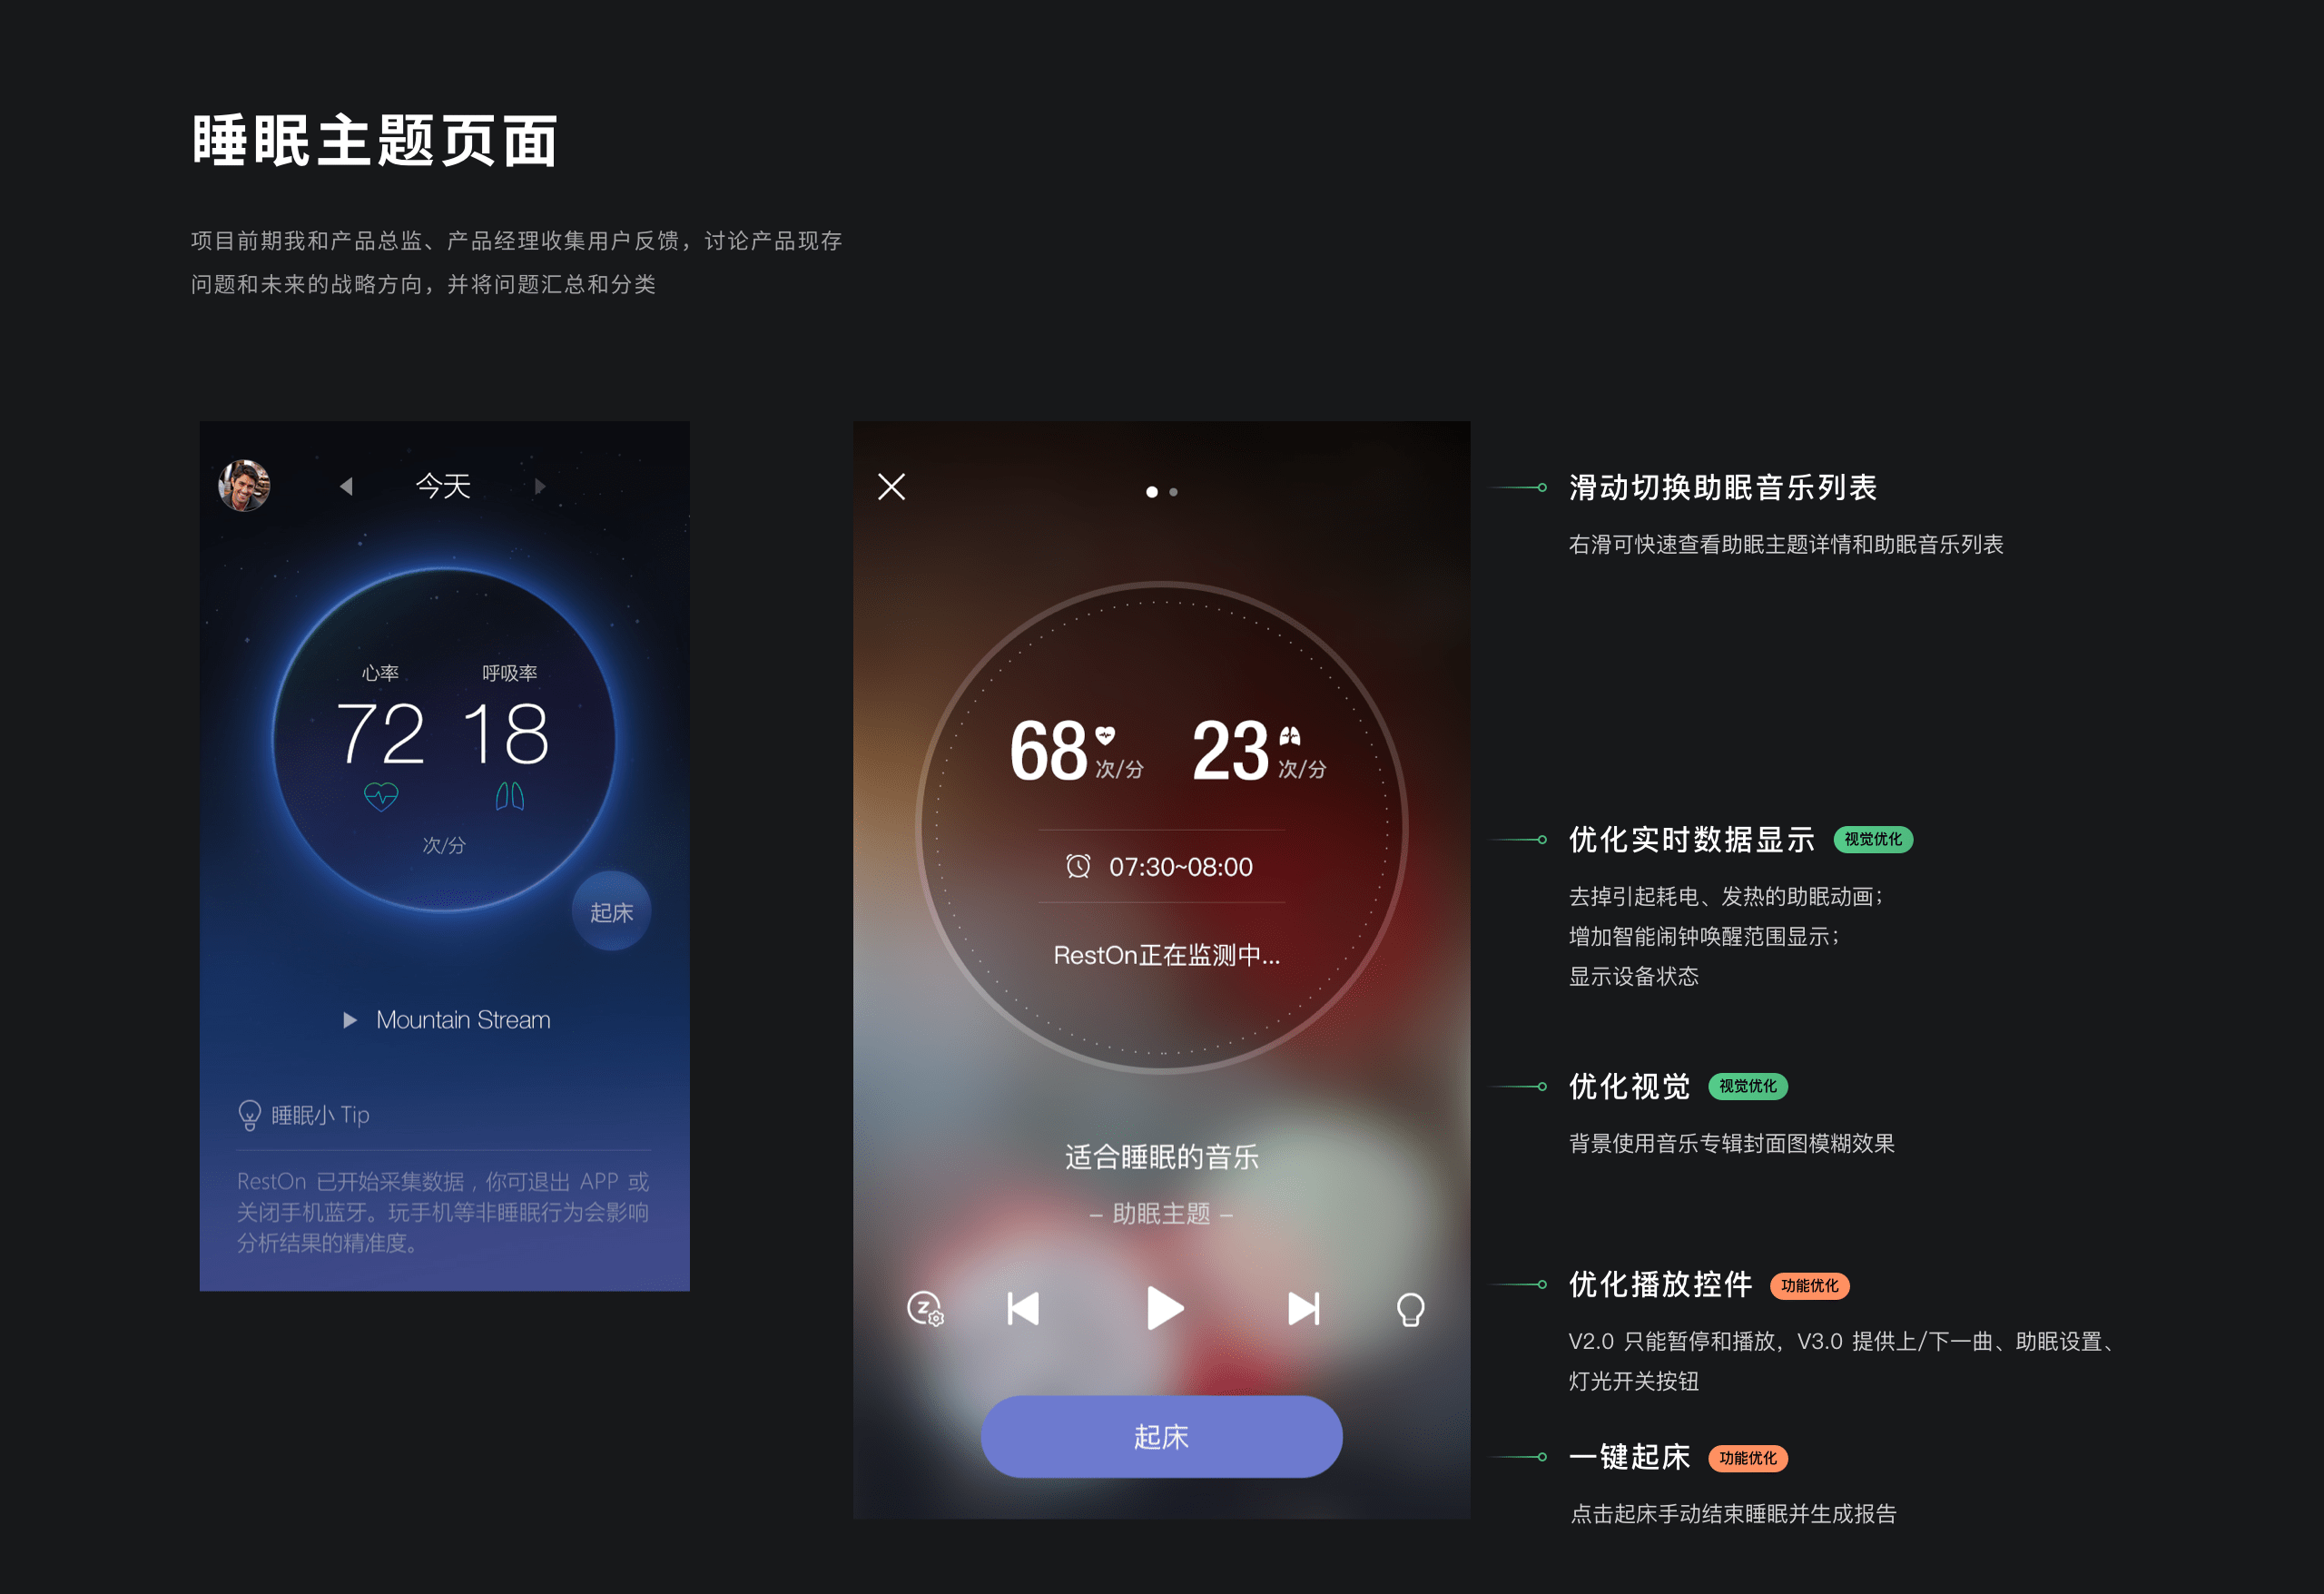 睡眠主题页面
项目前期我和产品总监、产品经理收集用户反馈，讨论产品现存
问题和未来的战略方向，并将问题汇总和分类
今天
心率 呼吸率
72 18
次/分
起床
Mountain Stream
睡眠小 Tip
RestOn 已开始采集数据，你可退出 APP 或
关闭手机蓝牙。玩手机等非睡眠行为会影响
分析结果的精准度。
68 次/分 23 次/分
07:30~08:00
RestOn正在监测中...
适合睡眠的音乐
– 助眠主题 –
Z
起床
滑动切换助眠音乐列表
右滑可快速查看助眠主题详情和助眠音乐列表
优化实时数据显示 视觉优化
去掉引起耗电、发热的助眠动画；
增加智能闹钟唤醒范围显示；
显示设备状态
优化视觉 视觉优化
背景使用音乐专辑封面图模糊效果
优化播放控件 功能优化
V2.0 只能暂停和播放，V3.0 提供上/下一曲、助眠设置、
灯光开关按钮
一键起床 功能优化
点击起床手动结束睡眠并生成报告